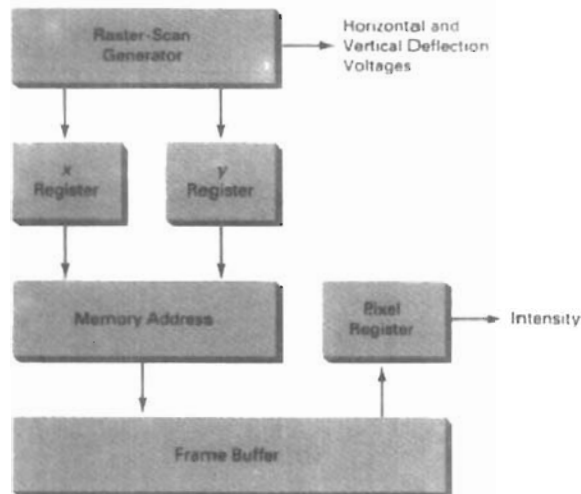 Raster-Scan
Generator
Horizontal and
Vertical Deflection
Voltages
x
Register
y
Register
Memory Address
Pixel
Register
Intensity
Frame Buffer